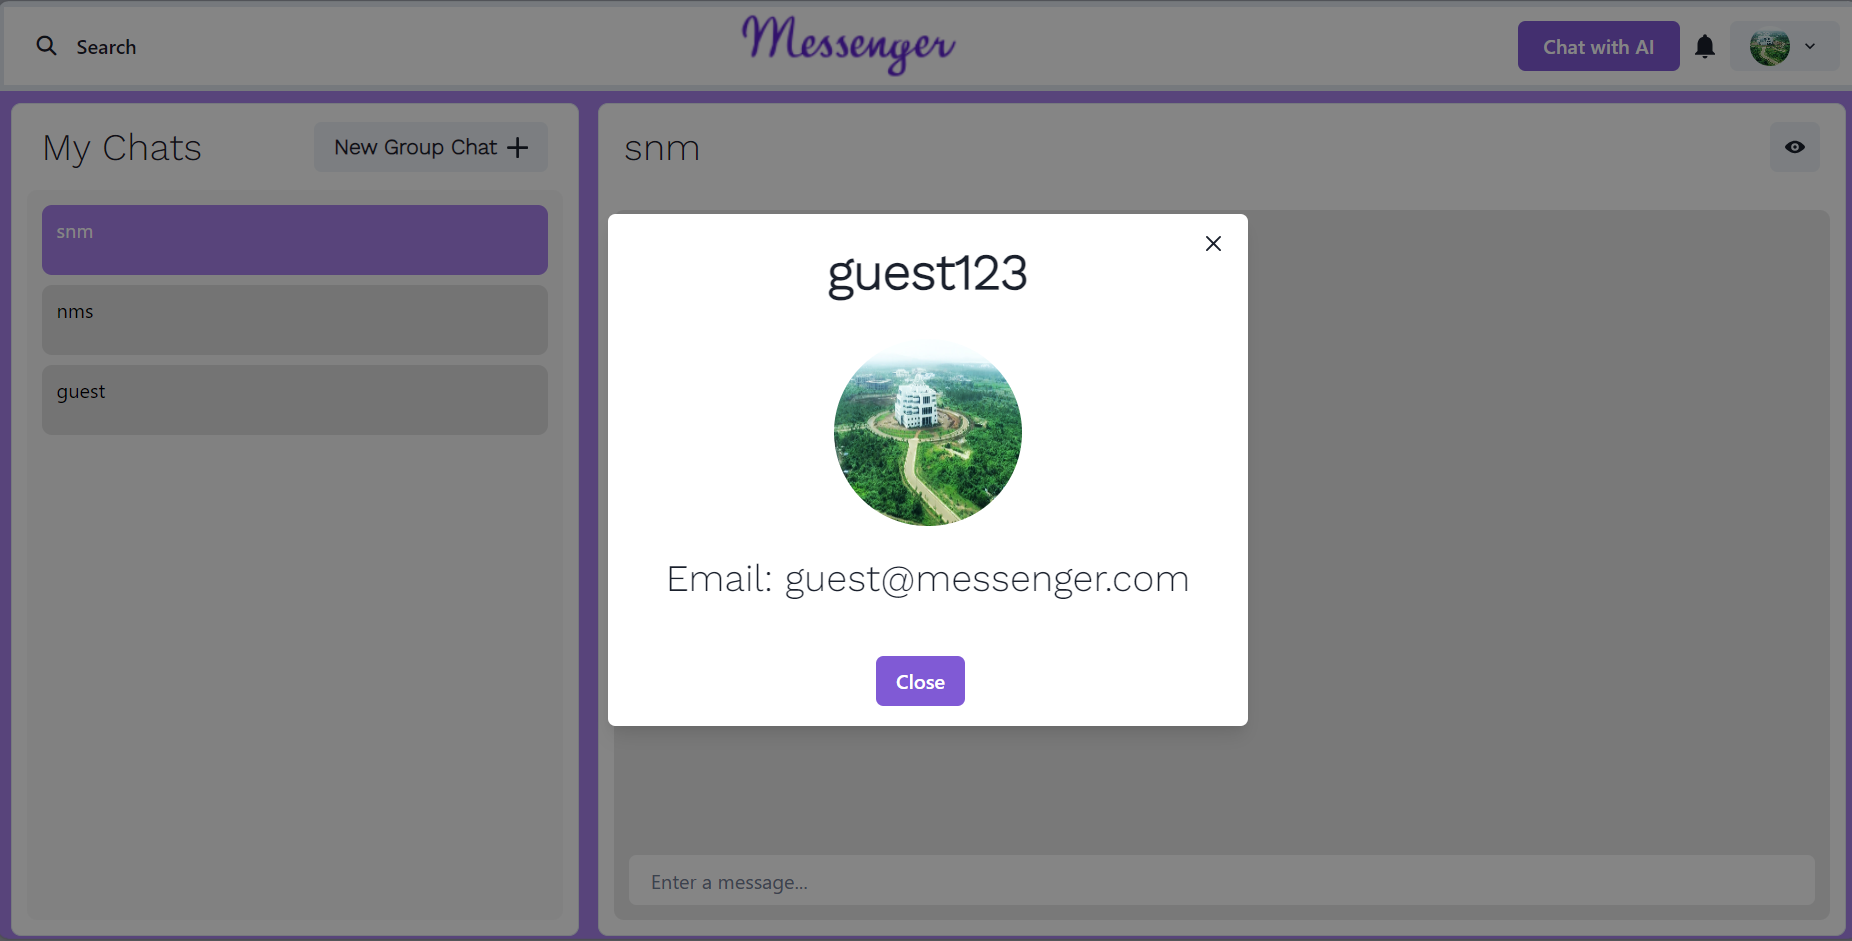 Search
Messenger
Chat with AI
My Chats
New Group Chat
snm
nms
guest
snm
guest123
Email: guest@messenger.com
Close
Enter a message...